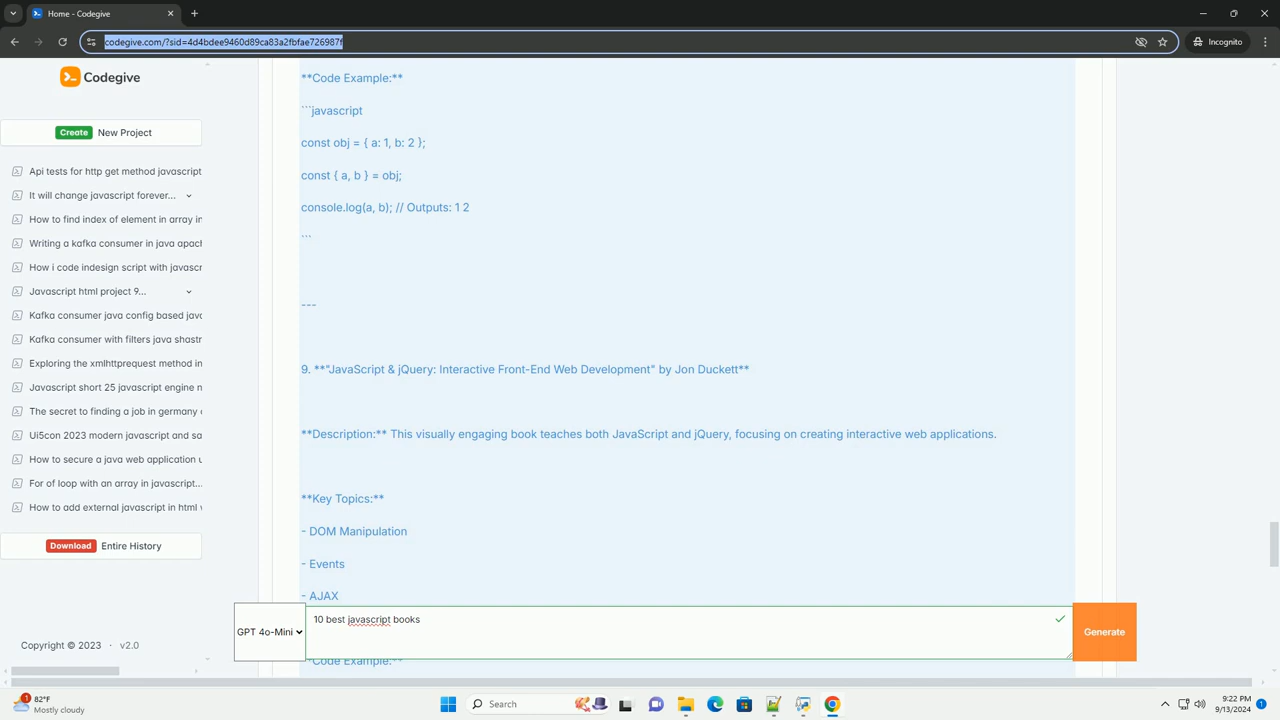 Home - Codegive
codegive.com/?sid=4d4bdee9460d89ca83a2fbfae726987f
Incognito
Codegive
Create New Project
Api tests for http get method javascript
It will change javascript forever...
How to find index of element in array in
Writing a kafka consumer in java apach
How i code indesign script with javascr
Javascript html project 9...
Kafka consumer java config based java
Kafka consumer with filters java shastr
Exploring the xmlhttprequest method in
Javascript short 25 javascript engine n
The secret to finding a job in germany
Ui5con 2023 modern javascript and sa
How to secure a java web application u
For of loop with an array in javascript...
How to add external javascript in html
Download Entire History
Copyright © 2023 · v2.0
**Code Example:**
```javascript
const obj = { a: 1, b: 2 };
const { a, b } = obj;
console.log(a, b); // Outputs: 1 2
```
---
9. **"JavaScript & jQuery: Interactive Front-End Web Development" by Jon Duckett**
**Description:** This visually engaging book teaches both JavaScript and jQuery, focusing on creating interactive web applications.
**Key Topics:**
- DOM Manipulation
- Events
- AJAX
GPT 4o-Mini
10 best javascript books
Generate
**Code Example:**
1
82°F
Mostly cloudy
Search
9:22 PM
9/13/2024